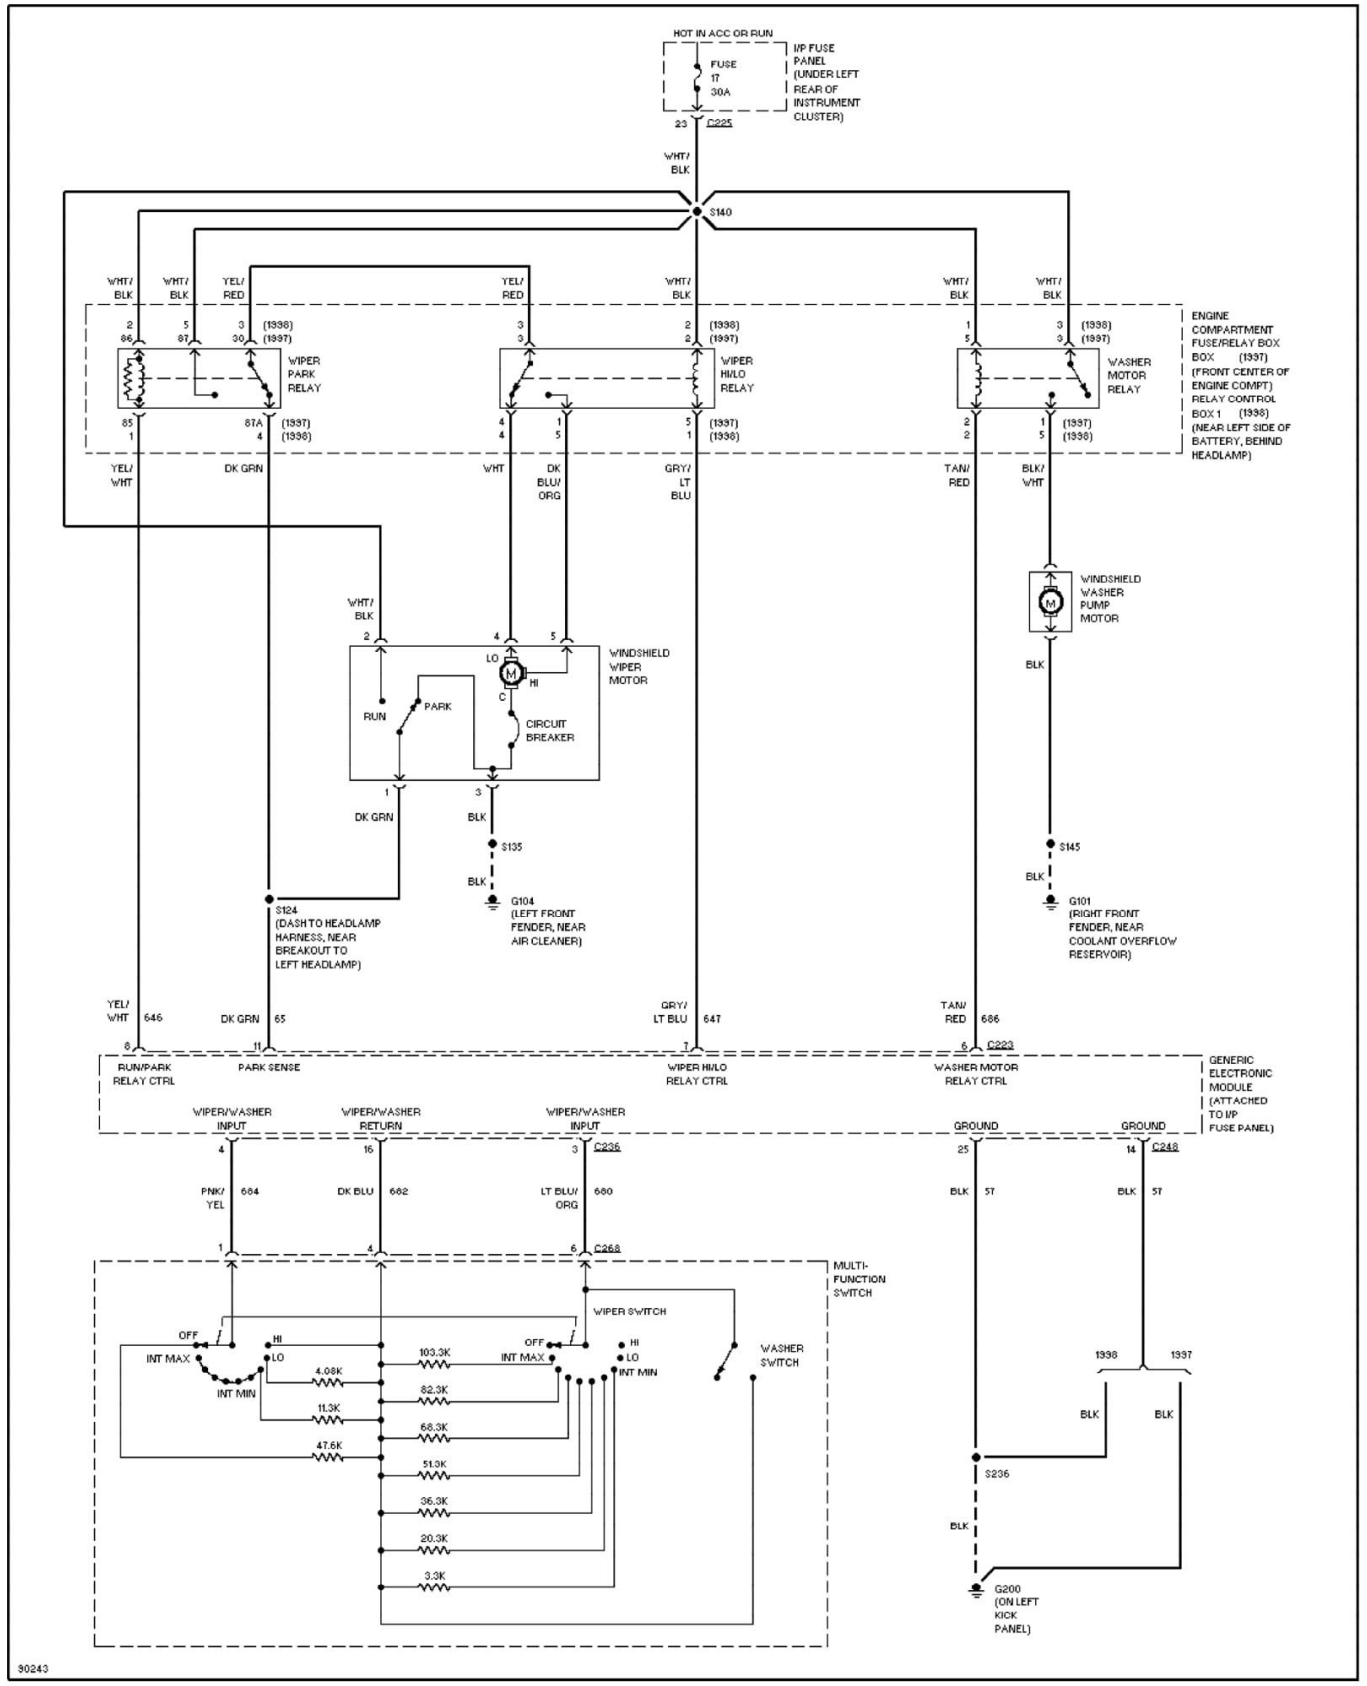 HOT IN ACC OR RUN
FUSE
17
30A
I/P FUSE
PANEL
(UNDER LEFT
REAR OF
INSTRUMENT
CLUSTER)
23 C225
WHT/
BLK
S140
WHT/
BLK
WHT/
BLK
YEL/
RED
YEL/
RED
WHT/
BLK
WHT/
BLK
WHT/
BLK
2 5 3 (1998)
86 87 30 (1997)
3 2 (1998)
3 2 (1997)
1 3 (1998)
5 3 (1997)
WIPER
PARK
RELAY
WIPER
HI/LO
RELAY
WASHER
MOTOR
RELAY
ENGINE
COMPARTMENT
FUSE/RELAY BOX
BOX (1997)
(FRONT CENTER OF
ENGINE COMPT)
RELAY CONTROL
BOX 1 (1998)
(NEAR LEFT SIDE OF
BATTERY, BEHIND
HEADLAMP)
85 87A (1997)
1 4 (1998)
4 1 5 (1997)
4 5 1 (1998)
2 1 (1997)
2 5 (1998)
YEL/
WHT
DK GRN
WHT
DK
BLU/
ORG
GRY/
LT
BLU
TAN/
RED
BLK/
WHT
WHT/
BLK
2 4 5
LO
M
HI
C
RUN
PARK
CIRCUIT
BREAKER
WINDSHIELD
WIPER
MOTOR
M
WINDSHIELD
WASHER
PUMP
MOTOR
BLK
1 3
DK GRN
BLK
S135
BLK
G104
(LEFT FRONT
FENDER, NEAR
AIR CLEANER)
S145
BLK
G101
(RIGHT FRONT
FENDER, NEAR
COOLANT OVERFLOW
RESERVOIR)
S124
(DASH TO HEADLAMP
HARNESS, NEAR
BREAKOUT TO
LEFT HEADLAMP)
YEL/
WHT 646
DK GRN 65
GRY/
LT BLU 647
TAN/
RED 686
8 11 7 6 C223
RUN/PARK
RELAY CTRL
PARK SENSE
WIPER HI/LO
RELAY CTRL
WASHER MOTOR
RELAY CTRL
GENERIC
ELECTRONIC
MODULE
(ATTACHED
TO I/P
FUSE PANEL)
WIPER/WASHER
INPUT
WIPER/WASHER
RETURN
WIPER/WASHER
INPUT
GROUND
GROUND
4 16 3 C236 25 14 C248
PNK/
YEL 684
DK BLU 682
LT BLU/
ORG 680
BLK 57
BLK 57
1 4 6 C268
MULTI-
FUNCTION
SWITCH
WIPER SWITCH
OFF
INT MAX
INT MIN
HI
LO
4.08K
11.3K
47.6K
103.3K
82.3K
68.3K
51.3K
36.3K
20.3K
3.3K
OFF
INT MAX
HI
LO
INT MIN
WASHER
SWITCH
1998 1997
BLK BLK
S236
BLK
G200
(ON LEFT
KICK
PANEL)
90243